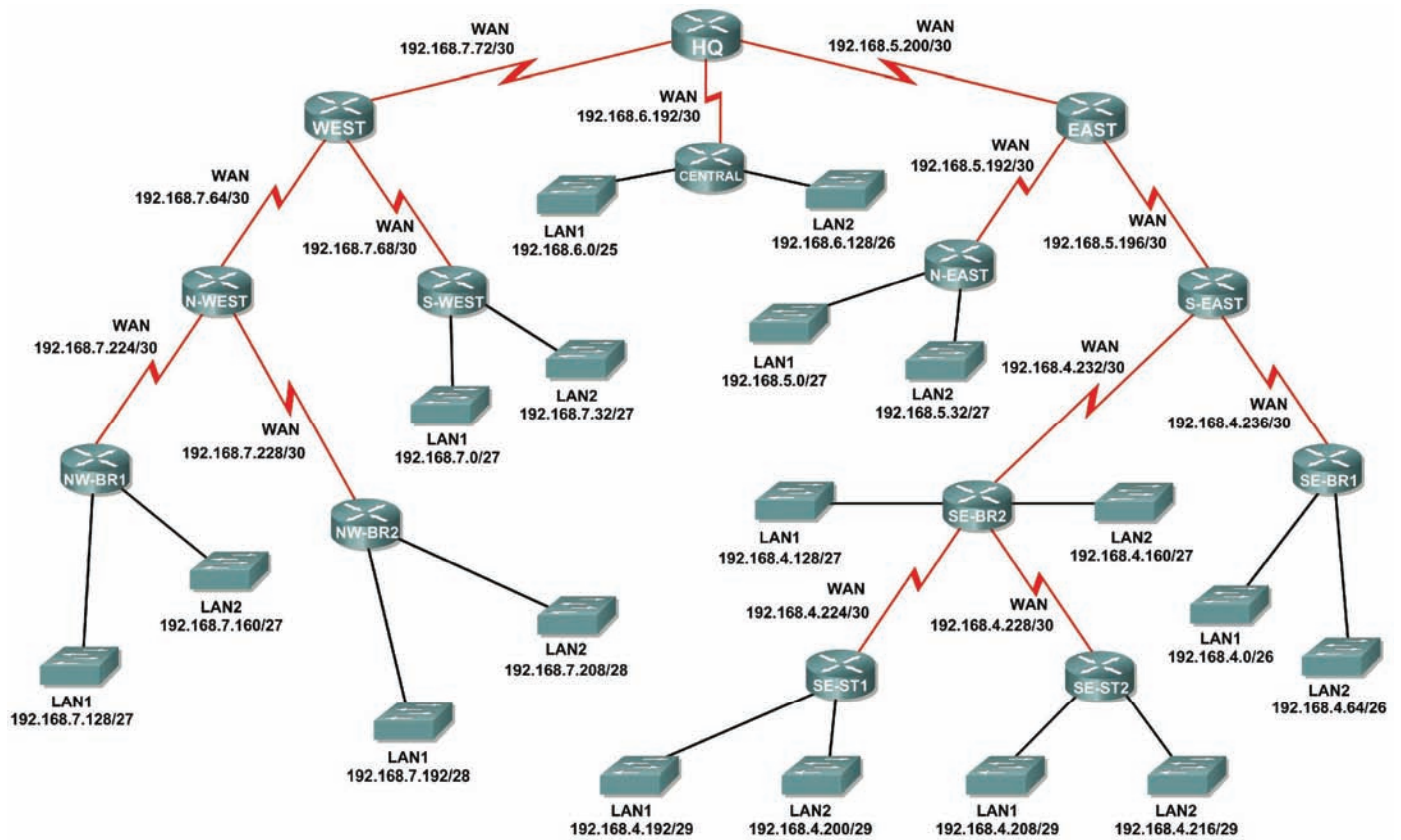 WAN
192.168.7.72/30
HQ
WAN
192.168.5.200/30
WEST
WAN
192.168.6.192/30
EAST
CENTRAL
WAN
192.168.5.192/30
WAN
192.168.7.64/30
WAN
192.168.7.68/30
LAN1
192.168.6.0/25
LAN2
192.168.6.128/26
WAN
192.168.5.196/30
N-WEST
S-WEST
N-EAST
S-EAST
WAN
192.168.7.224/30
LAN1
192.168.5.0/27
WAN
192.168.4.232/30
LAN2
192.168.7.32/27
LAN2
192.168.5.32/27
WAN
192.168.4.236/30
WAN
192.168.7.228/30
LAN1
192.168.7.0/27
NW-BR1
NW-BR2
SE-BR2
SE-BR1
LAN1
192.168.4.128/27
LAN2
192.168.4.160/27
LAN2
192.168.7.160/27
WAN
192.168.4.224/30
WAN
192.168.4.228/30
LAN1
192.168.4.0/26
LAN2
192.168.7.208/28
SE-ST1
SE-ST2
LAN2
192.168.4.64/26
LAN1
192.168.7.128/27
LAN1
192.168.7.192/28
LAN1
192.168.4.192/29
LAN2
192.168.4.200/29
LAN1
192.168.4.208/29
LAN2
192.168.4.216/29